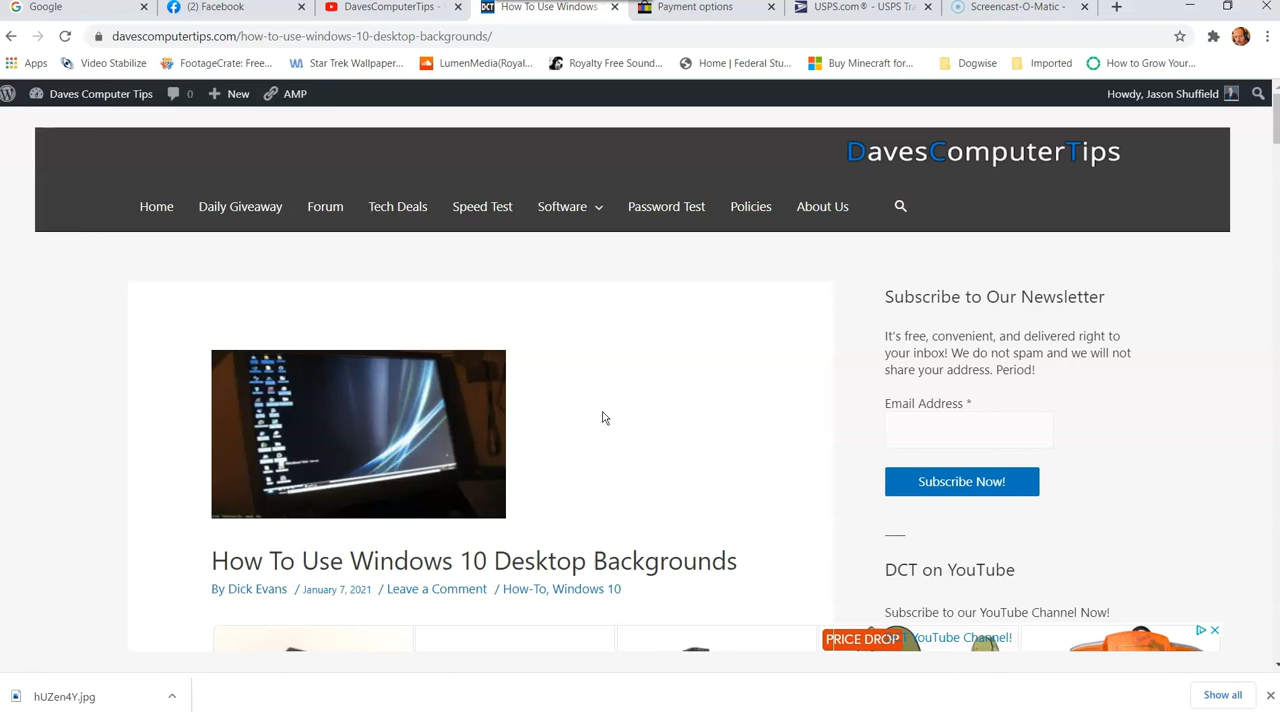 Google
(2) Facebook
DavesComputerTips -
How To Use Windows
Payment options
USPS.com® - USPS Tra
Screencast-O-Matic -
davescomputertips.com/how-to-use-windows-10-desktop-backgrounds/
Apps
Video Stabilize
FootageCrate: Free...
Star Trek Wallpaper...
LumenMedia(Royal...
Royalty Free Sound...
Home | Federal Stu...
Buy Minecraft for...
Dogwise
Imported
How to Grow Your...
Daves Computer Tips
0
New
AMP
Howdy, Jason Shuffield
DavesComputerTips
Home
Daily Giveaway
Forum
Tech Deals
Speed Test
Software
Password Test
Policies
About Us
How To Use Windows 10 Desktop Backgrounds
By Dick Evans / January 7, 2021 / Leave a Comment / How-To, Windows 10
Subscribe to Our Newsletter
It's free, convenient, and delivered right to
your inbox! We do not spam and we will not
share your address. Period!
Email Address *
Subscribe Now!
DCT on YouTube
Subscribe to our YouTube Channel Now!
DCT YouTube Channel!
PRICE DROP
hUZen4Y.jpg
Show all